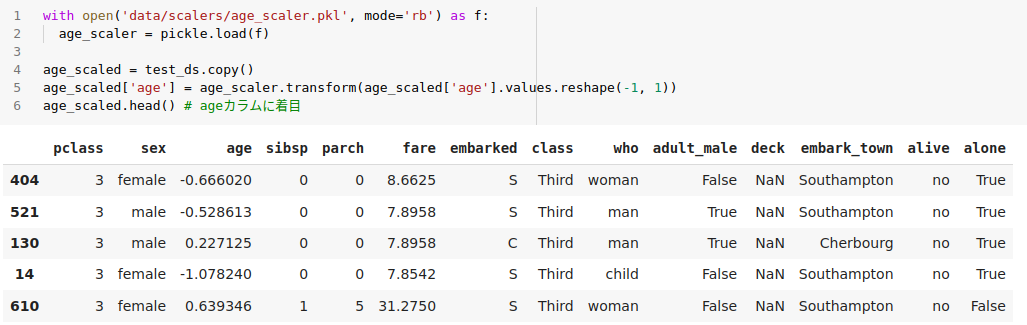 1 with open('data/scalers/age_scaler.pkl', mode='rb') as f:
2   age_scaler = pickle.load(f)
3
4 age_scaled = test_ds.copy()
5 age_scaled['age'] = age_scaler.transform(age_scaled['age'].values.reshape(-1, 1))
6 age_scaled.head() # ageカラムに着目
pclass sex age sibsp parch fare embarked class who adult_male deck embark_town alive alone
404 3 female -0.666020 0 0 8.6625 S Third woman False NaN Southampton no True
521 3 male -0.528613 0 0 7.8958 S Third man True NaN Southampton no True
130 3 male 0.227125 0 0 7.8958 C Third man True NaN Cherbourg no True
14 3 female -1.078240 0 0 7.8542 S Third child False NaN Southampton no True
610 3 female 0.639346 1 5 31.2750 S Third woman False NaN Southampton no False